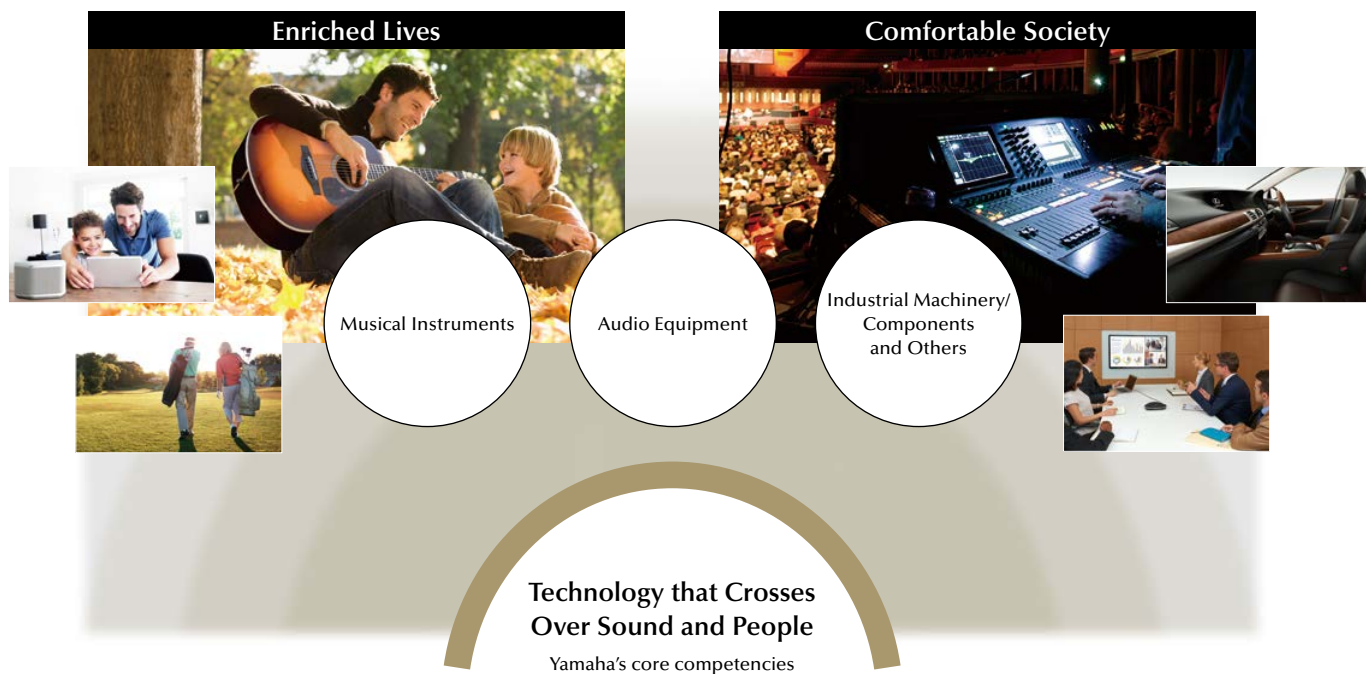 Enriched Lives
Comfortable Society
Musical Instruments
Audio Equipment
Industrial Machinery/
Components
and Others
Technology that Crosses
Over Sound and People
Yamaha’s core competencies